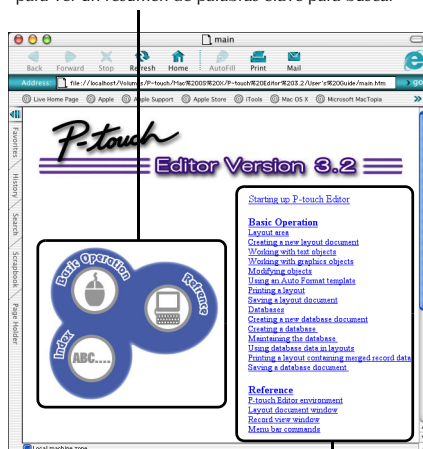 para ver un resumen de palabras clave para buscar
main
Back Forward Stop Refresh Home AutoFill Print Mail
Address: file://localhost/Volumes/P-touch/Mac%20OS%20X/P-touch%20Editor%203.2/User's%20Guide/main.htm go
Live Home Page Apple Apple Support Apple Store iTools Mac OS X Microsoft MacTopia
Favorites
History
Search
Scrapbook
Page Holder
P-touch
Editor Version 3.2
Basic Operation
Refrence
Index
ABC....
Starting up P-touch Editor
Basic Operation
Layout area
Creating a new layout document
Working with text objects
Working with graphics objects
Modifying objects
Using an Auto Format template
Printing a layout
Saving a layout document
Databases
Creating a new database document
Creating a database
Maintaining the database
Using database data in layouts
Printing a layout containing merged record data
Saving a database document
Reference
P-touch Editor environment
Layout document window
Record view window
Menu bar commands
Local machine zone